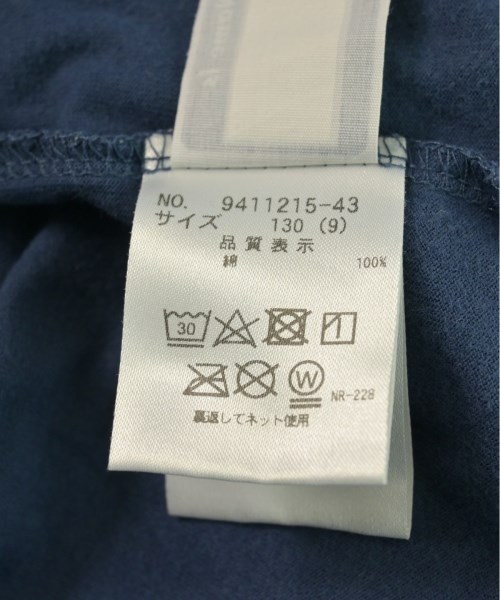 NO. 9411215-43
サイズ 130 (9)
品質表示
綿 100%
30
W NR-228
裏返してネット使用